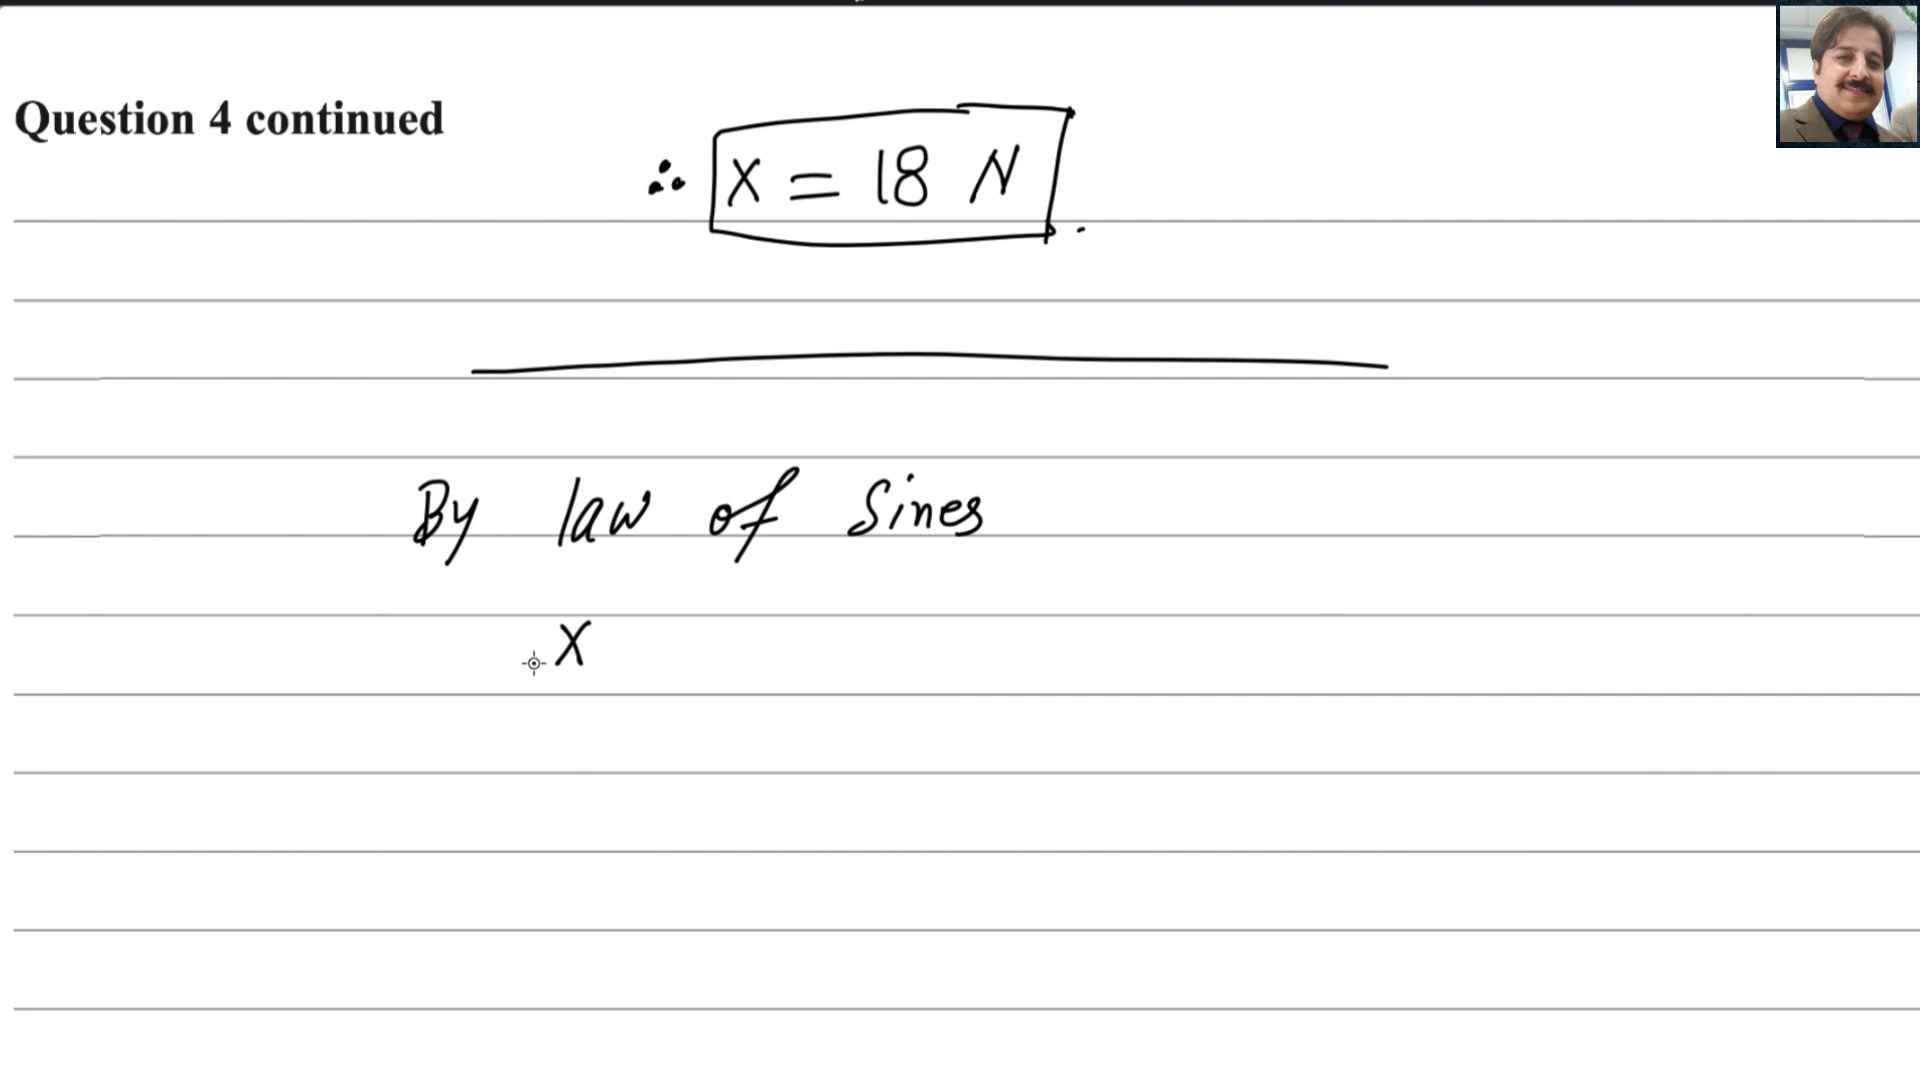 Question 4 continued
∴ X = 18 N .
By law of Sines
X